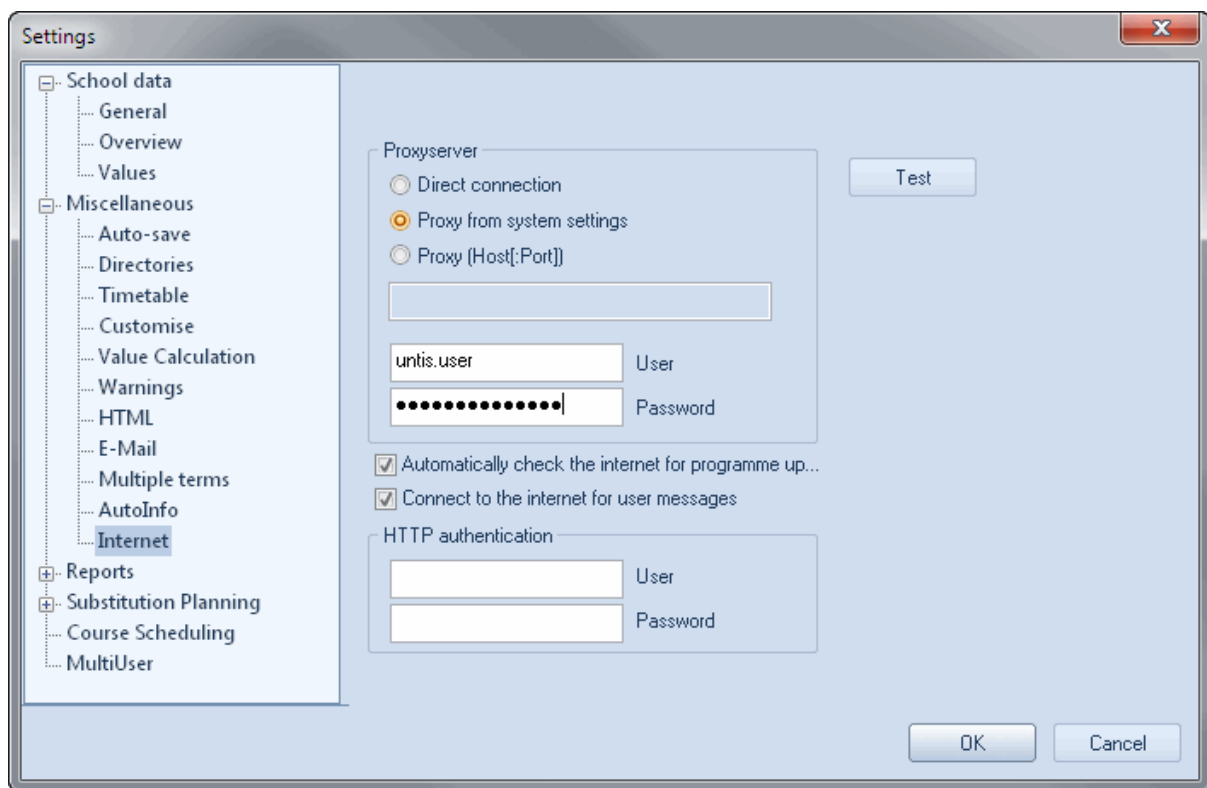 Settings
School data
General
Overview
Values
Miscellaneous
Auto-save
Directories
Timetable
Customise
Value Calculation
Warnings
HTML
E-Mail
Multiple terms
AutoInfo
Internet
Reports
Substitution Planning
Course Scheduling
MultiUser
Proxyserver
Direct connection
Proxy from system settings
Proxy (Host[:Port])
untis.user User
●●●●●●●●●●●●●● Password
Automatically check the internet for programme up...
Connect to the internet for user messages
HTTP authentication
User
Password
Test
OK Cancel